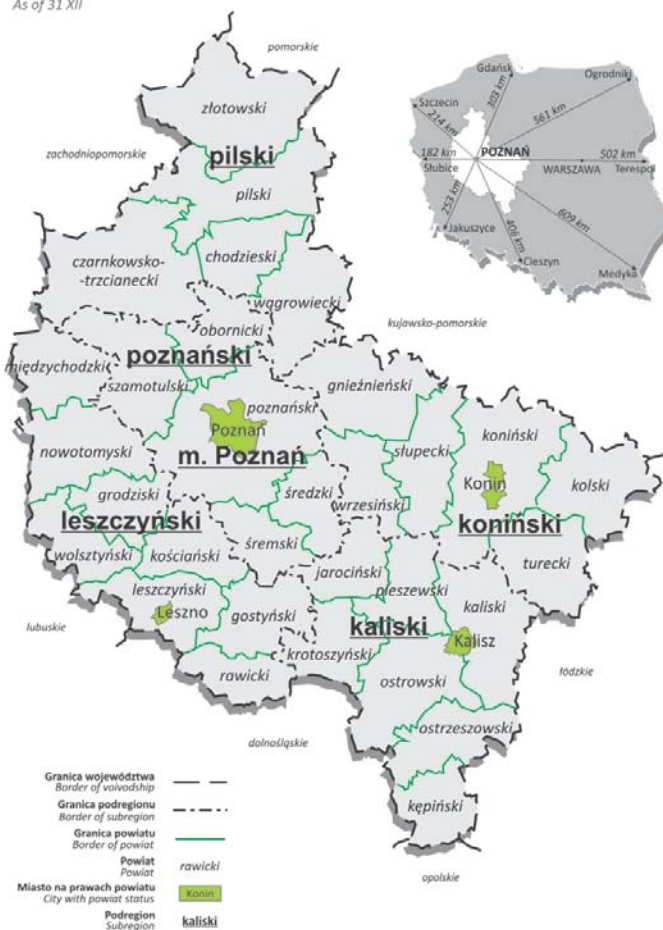 As of 31 XII
pomorskie
Gdańsk
Ogrodniki
Szczecin
303 km
561 km
214 km
182 km
POZNAŃ
502 km
Słubice
WARSZAWA
Terespol
253 km
406 km
609 km
Jakuszyce
Cieszyn
Medyka
złotowski
zachodniopomorskie
pilski
pilski
czarnkowsko-
-trzcianecki
chodzieski
wągrowiecki
kujawsko-pomorskie
obornicki
poznański
międzychodzki
szamotulski
gnieźnieński
poznański
Poznań
nowotomyski
m. Poznań
słupecki
koniński
Konin
kolski
grodziski
średzki
wrzesiński
leszczyński
koniński
wolsztyński
kościański
śremski
turecki
jarociński
leszczyński
pleszewski
Leszno
gostyński
kaliski
kaliski
lubuskie
Kalisz
krotoszyński
rawicki
ostrowski
łódzkie
dolnośląskie
ostrzeszowski
kępiński
opolskie
Granica województwa
Border of voivodship
Granica podregionu
Border of subregion
Granica powiatu
Border of powiat
Powiat
Powiat
rawicki
Miasto na prawach powiatu
City with powiat status
Konin
Podregion
Subregion
kaliski